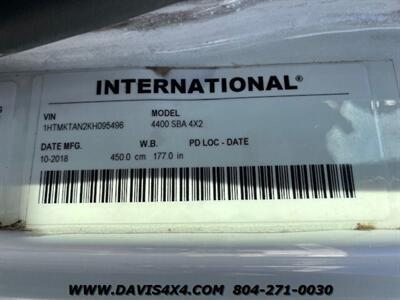 INTERNATIONAL®
VIN MODEL
1HTMKTAN2KH095496 4400 SBA 4X2
DATE MFG. W.B. PD LOC - DATE
10-2018 450.0 cm 177.0 in
WWW.DAVIS4X4.COM 804-271-0030